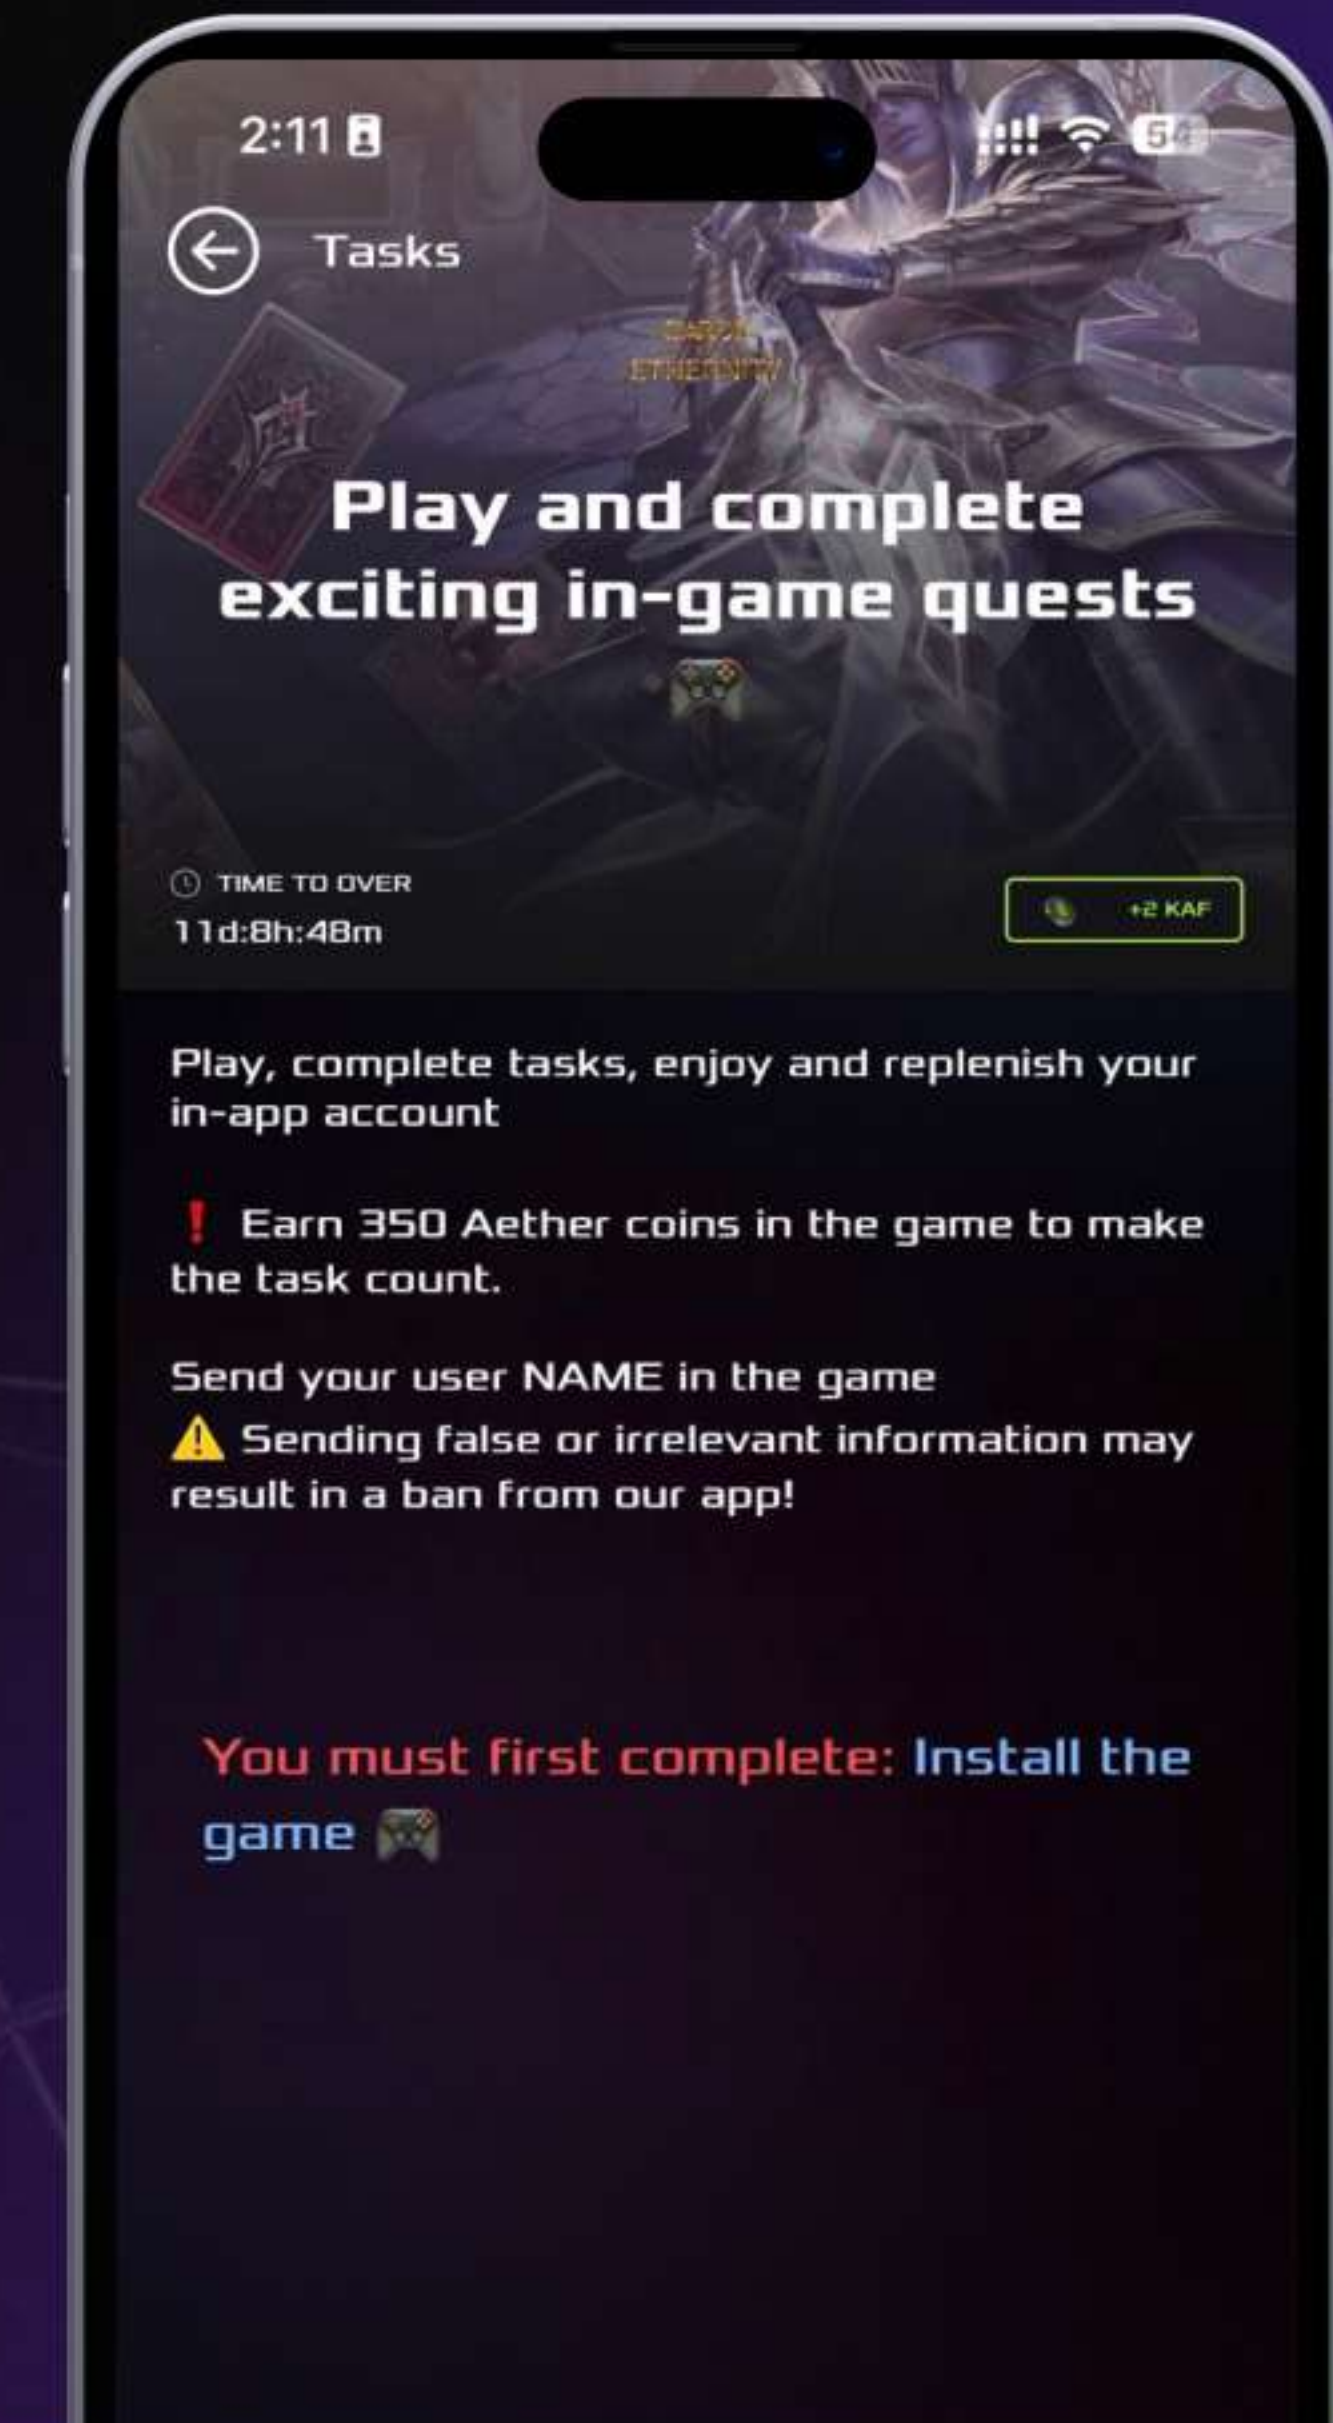 2:11
Tasks
ETHERNITY
Play and complete
exciting in-game quests
TIME TO OVER
11d:8h:48m
+2 KAF
Play, complete tasks, enjoy and replenish your
in-app account
❗ Earn 350 Aether coins in the game to make
the task count.
Send your user NAME in the game
⚠️ Sending false or irrelevant information may
result in a ban from our app!
You must first complete: Install the
game 🎮